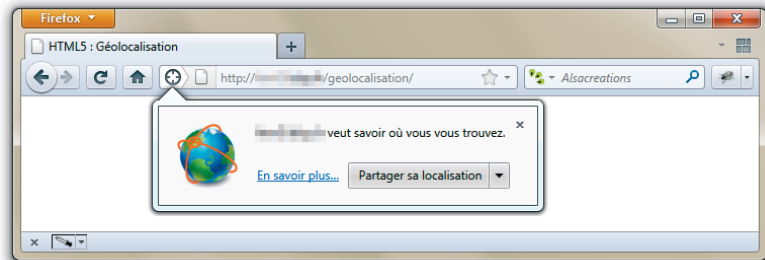 Firefox
HTML5 : Géolocalisation
http:// /geolocalisation/
Alsacreations
veut savoir où vous vous trouvez.
En savoir plus...
Partager sa localisation